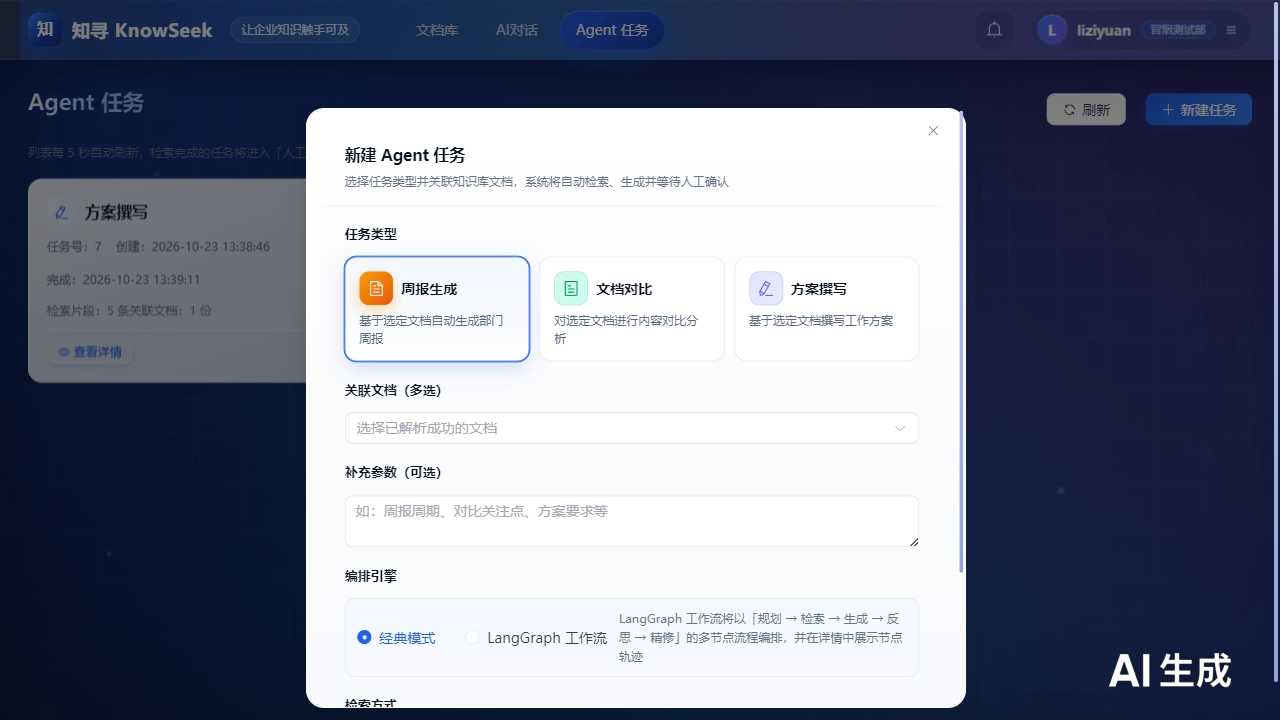 知 知寻 KnowSeek 让企业知识触手可及 文档库 AI对话 Agent 任务 L liziyuan 冒烟测试部
Agent 任务
刷新 新建任务
列表每 5 秒自动刷新，检索完成的任务将进入「人工
方案撰写
任务号：7 创建：2026-10-23 13:38:46
完成：2026-10-23 13:39:11
检索片段：5 条关联文档：1 份
查看详情
新建 Agent 任务
选择任务类型并关联知识库文档，系统将自动检索、生成并等待人工确认
任务类型
周报生成
基于选定文档自动生成部门
周报
文档对比
对选定文档进行内容对比分
析
方案撰写
基于选定文档撰写工作方案
关联文档（多选）
选择已解析成功的文档
补充参数（可选）
如：周报周期、对比关注点、方案要求等
编排引擎
经典模式 LangGraph 工作流
LangGraph 工作流将以「规划 → 检索 → 生成 → 反
思 → 精修」的多节点流程编排，并在详情中展示节点
轨迹
检索方式
AI 生成